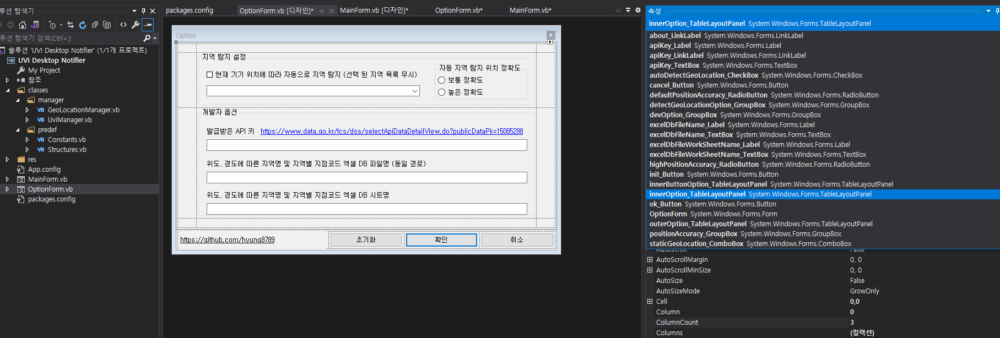 루션 탐색기
루션 탐색기 검색(Ctrl+;)
솔루션 'UVI Desktop Notifier' (1/1개 프로젝트)
VB UVI Desktop Notifier
My Project
참조
classes
manager
VB GeoLocationManager.vb
VB UviManager.vb
predef
VB Constants.vb
VB Structures.vb
res
App.config
MainForm.vb
OptionForm.vb
packages.config
packages.config
OptionForm.vb [디자인]*
MainForm.vb [디자인]*
OptionForm.vb*
MainForm.vb*
Option
지역 탐지 설정
현재 기기 위치에 따라 자동으로 지역 탐지 (선택 된 지역 목록 무시)
자동 지역 탐지 위치 정확도
보통 정확도
높은 정확도
개발자 옵션
발급받은 API 키 https://www.data.go.kr/tcs/dss/selectApiDataDetailView.do?publicDataPk=15085288
위도, 경도에 따른 지역명 및 지역별 지점코드 엑셀 DB 파일명 (동일 경로)
위도, 경도에 따른 지역명 및 지역별 지점코드 엑셀 DB 시트명
https://github.com/hyung8789
초기화
확인
취소
속성
innerOption_TableLayoutPanel System.Windows.Forms.TableLayoutPanel
about_LinkLabel System.Windows.Forms.LinkLabel
apiKey_Label System.Windows.Forms.Label
apiKey_LinkLabel System.Windows.Forms.LinkLabel
apiKey_TextBox System.Windows.Forms.TextBox
autoDetectGeoLocation_CheckBox System.Windows.Forms.CheckBox
cancel_Button System.Windows.Forms.Button
defaultPositionAccuracy_RadioButton System.Windows.Forms.RadioButton
detectGeoLocationOption_GroupBox System.Windows.Forms.GroupBox
devOption_GroupBox System.Windows.Forms.GroupBox
excelDbFileName_Label System.Windows.Forms.Label
excelDbFileName_TextBox System.Windows.Forms.TextBox
excelDbFileWorkSheetName_Label System.Windows.Forms.Label
excelDbFileWorkSheetName_TextBox System.Windows.Forms.TextBox
highPositionAccuracy_RadioButton System.Windows.Forms.RadioButton
init_Button System.Windows.Forms.Button
innerButtonOption_TableLayoutPanel System.Windows.Forms.TableLayoutPanel
innerOption_TableLayoutPanel System.Windows.Forms.TableLayoutPanel
ok_Button System.Windows.Forms.Button
OptionForm System.Windows.Forms.Form
outerOption_TableLayoutPanel System.Windows.Forms.TableLayoutPanel
positionAccuracy_GroupBox System.Windows.Forms.GroupBox
staticGeoLocation_ComboBox System.Windows.Forms.ComboBox
AutoScroll False
AutoScrollMargin 0, 0
AutoScrollMinSize 0, 0
AutoSize False
AutoSizeMode GrowOnly
Cell 0,0
Column 0
ColumnCount 3
Columns (컬렉션)